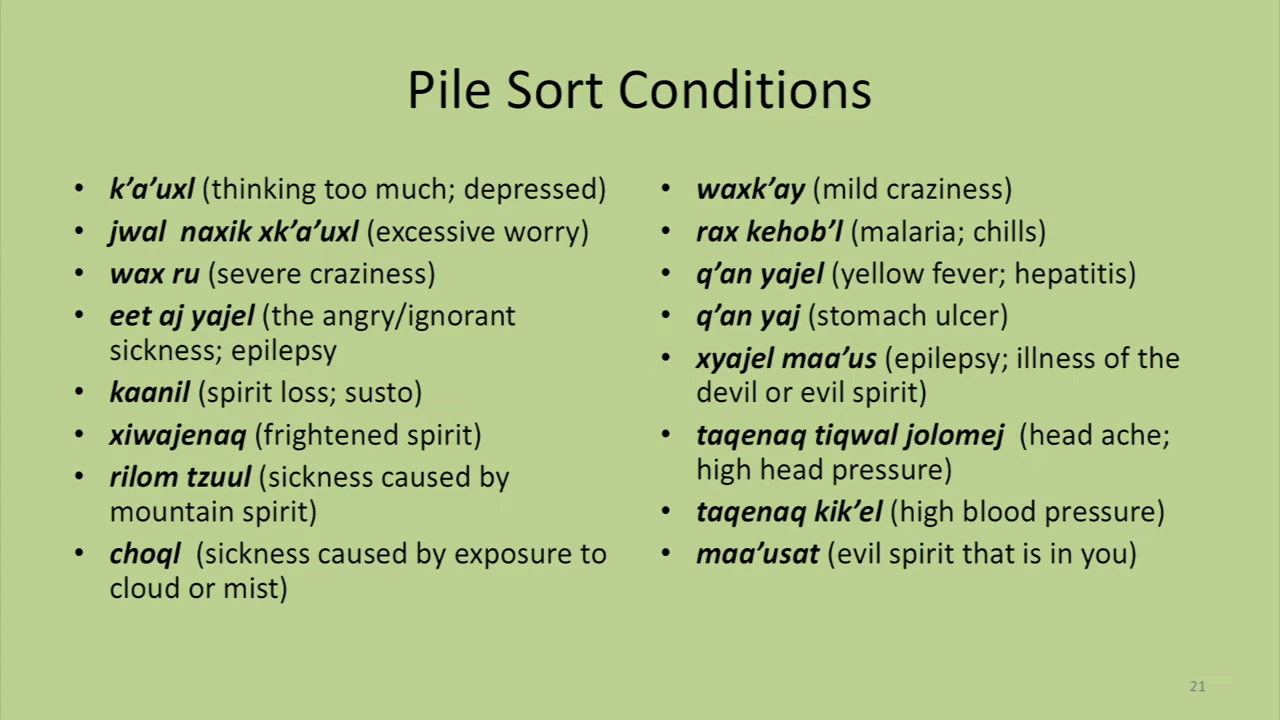 Pile Sort Conditions
• k’a’uxl (thinking too much; depressed)
• jwal  naxik xk’a’uxl (excessive worry)
• wax ru (severe craziness)
• eet aj yajel (the angry/ignorant
sickness; epilepsy
• kaanil (spirit loss; susto)
• xiwajenaq (frightened spirit)
• rilom tzuul (sickness caused by
mountain spirit)
• choql  (sickness caused by exposure to
cloud or mist)
• waxk’ay (mild craziness)
• rax kehob’l (malaria; chills)
• q’an yajel (yellow fever; hepatitis)
• q’an yaj (stomach ulcer)
• xyajel maa’us (epilepsy; illness of the
devil or evil spirit)
• taqenaq tiqwal jolomej  (head ache;
high head pressure)
• taqenaq kik’el (high blood pressure)
• maa’usat (evil spirit that is in you)
21